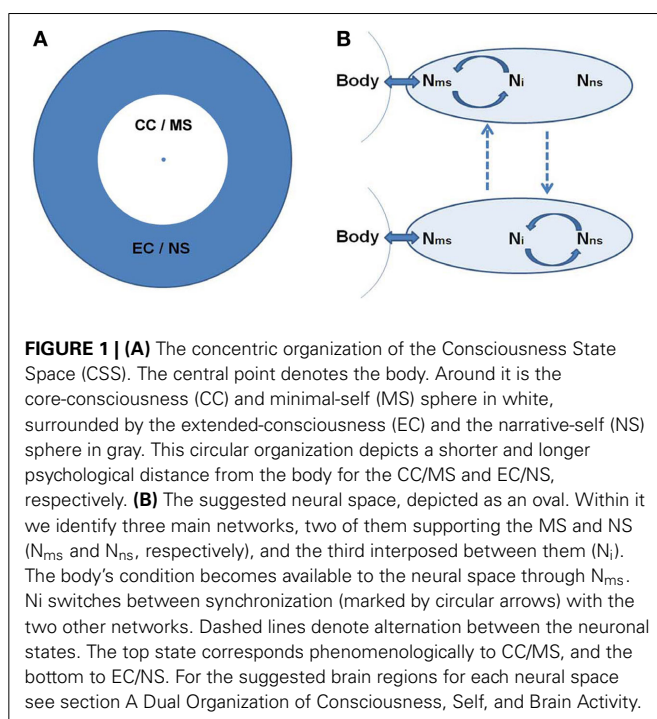 A
B
CC / MS
EC / NS
Body
Nms
Ni
Nns
Body
Nms
Ni
Nns
FIGURE 1 | (A) The concentric organization of the Consciousness State
Space (CSS). The central point denotes the body. Around it is the
core-consciousness (CC) and minimal-self (MS) sphere in white,
surrounded by the extended-consciousness (EC) and the narrative-self (NS)
sphere in gray. This circular organization depicts a shorter and longer
psychological distance from the body for the CC/MS and EC/NS,
respectively. (B) The suggested neural space, depicted as an oval. Within it
we identify three main networks, two of them supporting the MS and NS
(Nms and Nns, respectively), and the third interposed between them (Ni).
The body's condition becomes available to the neural space through Nms.
Ni switches between synchronization (marked by circular arrows) with the
two other networks. Dashed lines denote alternation between the neuronal
states. The top state corresponds phenomenologically to CC/MS, and the
bottom to EC/NS. For the suggested brain regions for each neural space
see section A Dual Organization of Consciousness, Self, and Brain Activity.